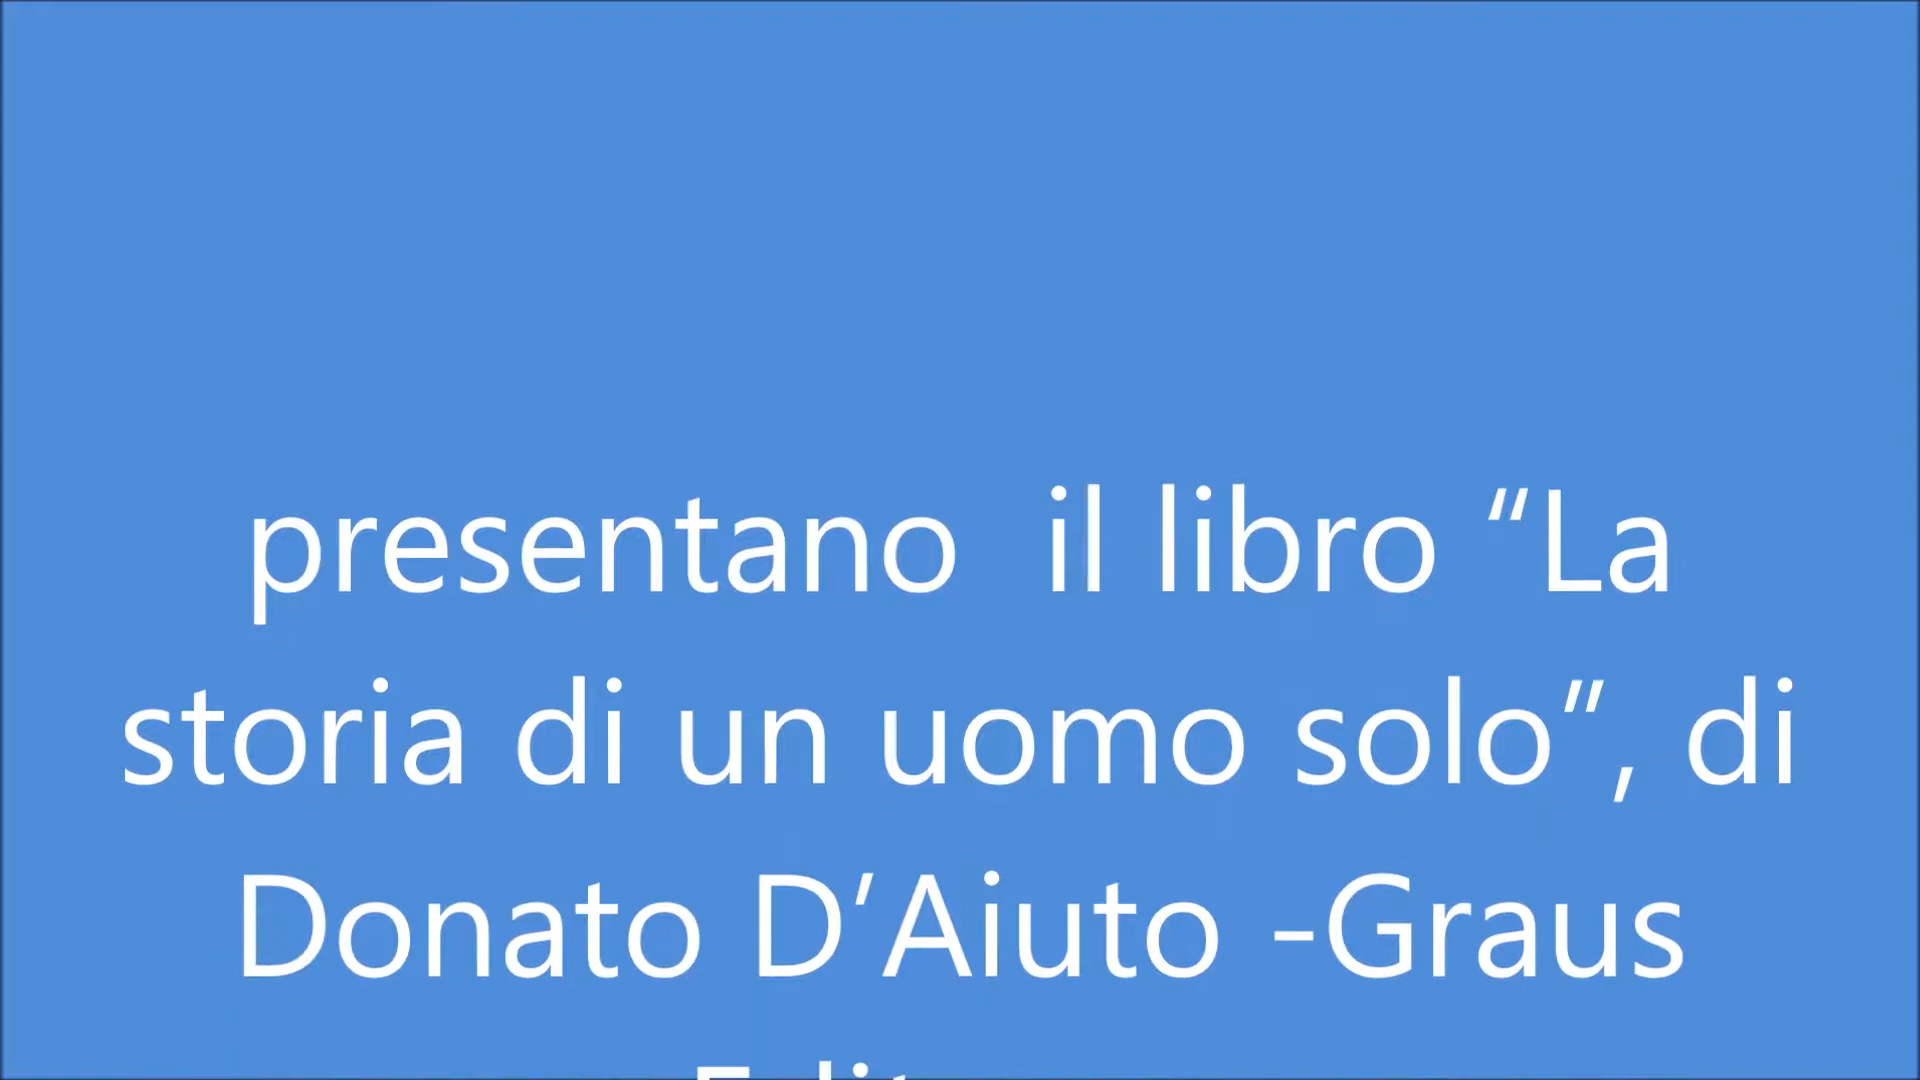 presentano  il libro “La
storia di un uomo solo”, di
Donato D’Aiuto -Graus